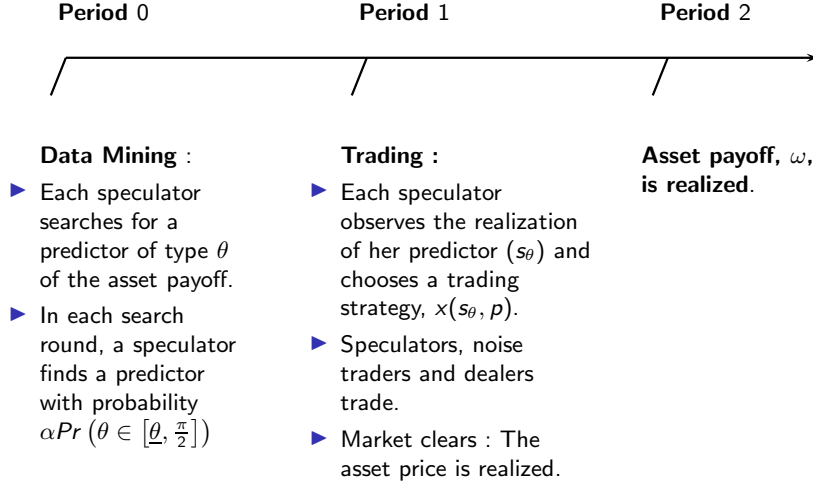 Period 0
Period 1
Period 2
Data Mining :
▶ Each speculator
searches for a
predictor of type θ
of the asset payoff.
▶ In each search
round, a speculator
finds a predictor
with probability
αPr (θ ∈ [θ̲, π/2])
Trading :
▶ Each speculator
observes the realization
of her predictor (s_θ) and
chooses a trading
strategy, x(s_θ, p).
▶ Speculators, noise
traders and dealers
trade.
▶ Market clears : The
asset price is realized.
Asset payoff, ω,
is realized.